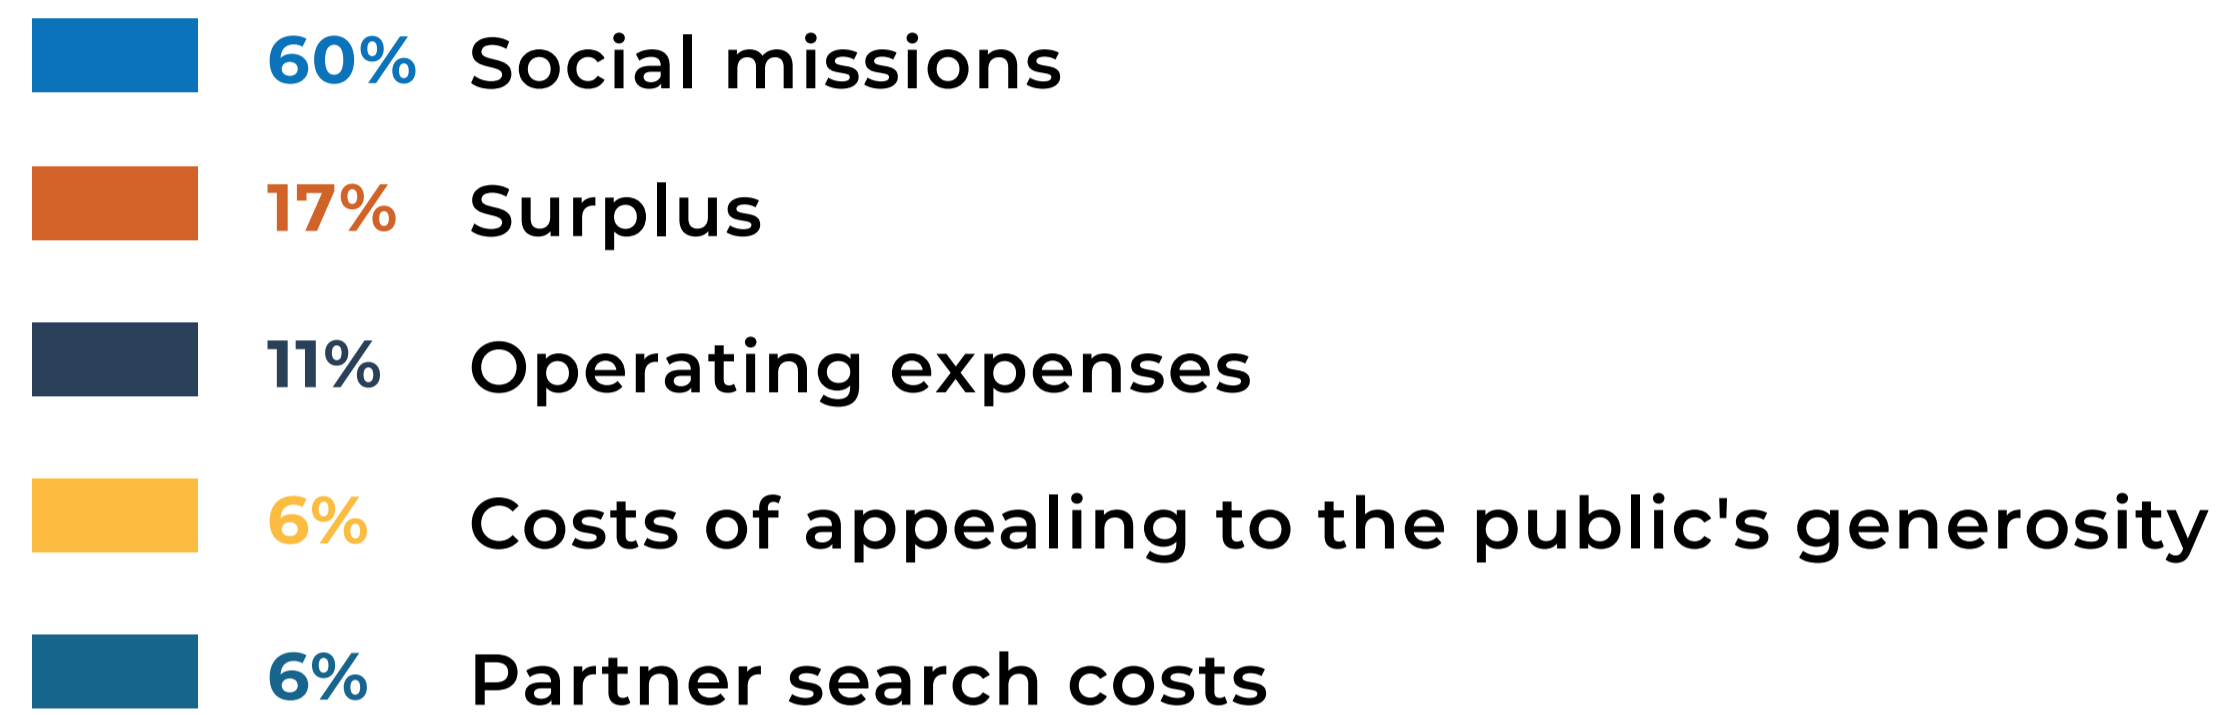 60% Social missions
17% Surplus
11% Operating expenses
6% Costs of appealing to the public's generosity
6% Partner search costs